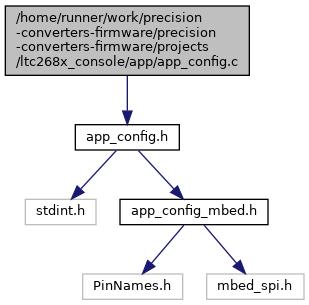 /home/runner/work/precision
-converters-firmware/precision
-converters-firmware/projects
/ltc268x_console/app/app_config.c
app_config.h
stdint.h
app_config_mbed.h
PinNames.h
mbed_spi.h